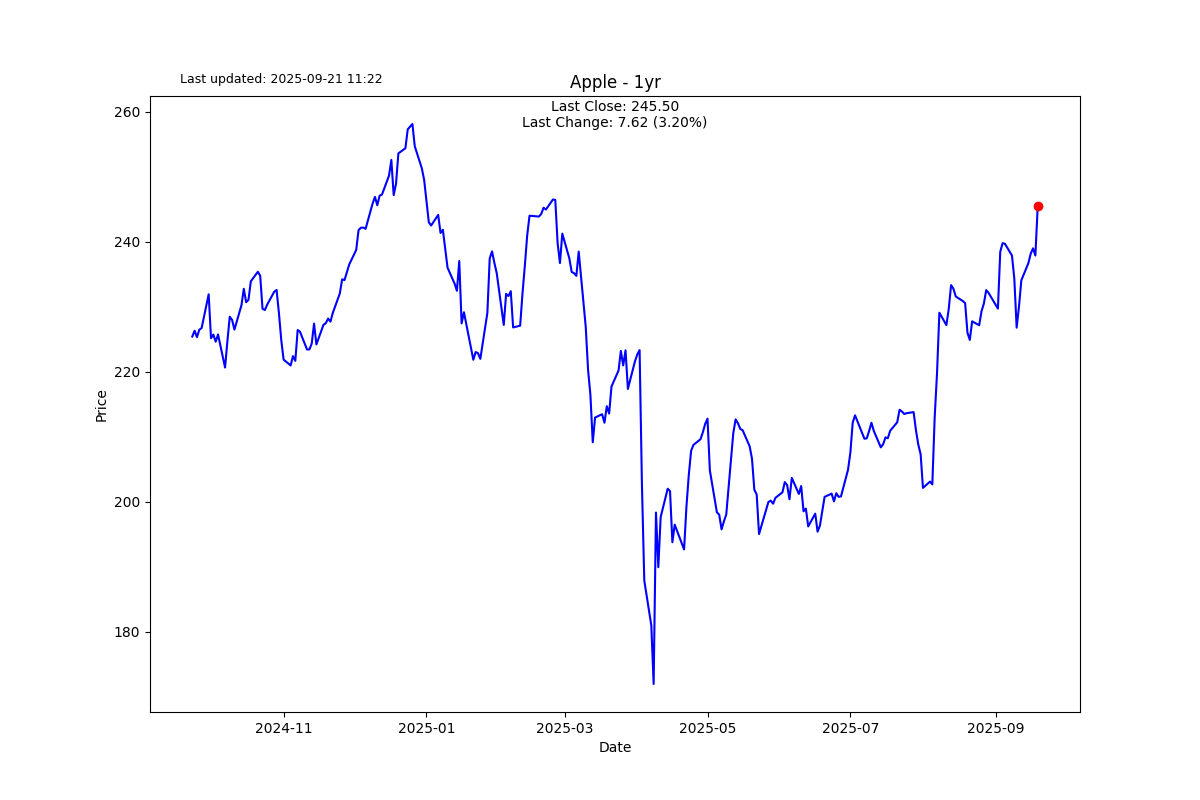 Last updated: 2025-09-21 11:22
Apple - 1yr
Last Close: 245.50
Last Change: 7.62 (3.20%)
260
240
220
200
180
Price
2024-11
2025-01
2025-03
2025-05
2025-07
2025-09
Date